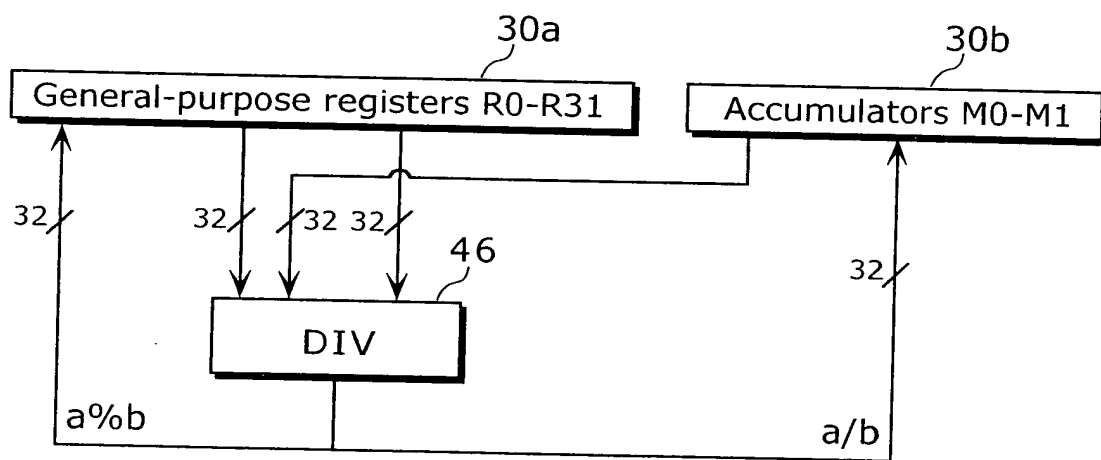 30a
30b
General-purpose registers R0-R31
Accumulators M0-M1
32
32
32
32
32
46
DIV
a%b
a/b